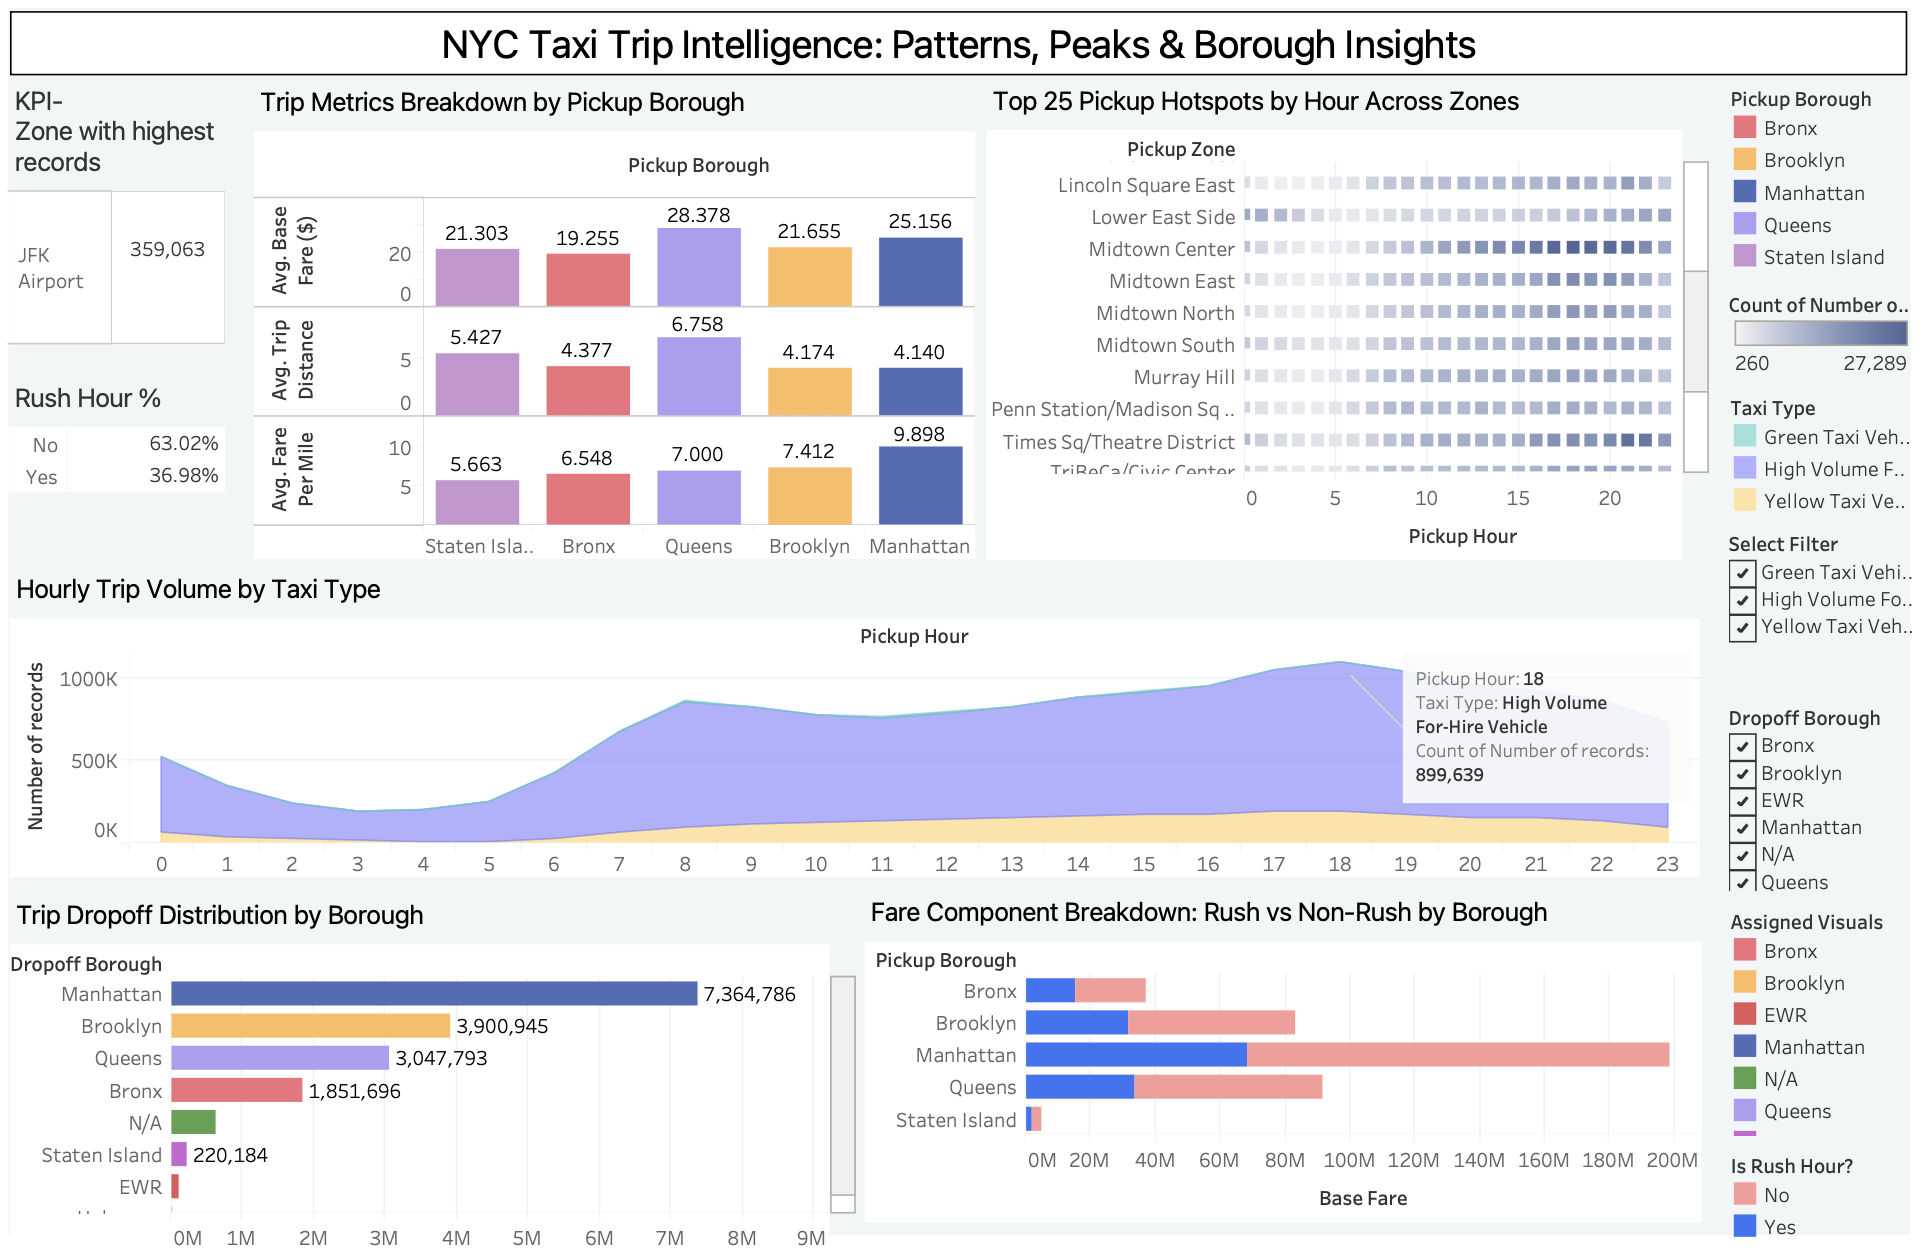 NYC Taxi Trip Intelligence: Patterns, Peaks & Borough Insights
KPI-
Zone with highest
records
JFK
Airport
359,063
Rush Hour %
No 63.02%
Yes 36.98%
Trip Metrics Breakdown by Pickup Borough
Pickup Borough
Avg. Base
Fare ($)
20
0
21.303 19.255 28.378 21.655 25.156
Avg. Trip
Distance
5
0
5.427 4.377 6.758 4.174 4.140
Avg. Fare
Per Mile
10
5
5.663 6.548 7.000 7.412 9.898
Staten Isla.. Bronx Queens Brooklyn Manhattan
Top 25 Pickup Hotspots by Hour Across Zones
Pickup Zone
Lincoln Square East
Lower East Side
Midtown Center
Midtown East
Midtown North
Midtown South
Murray Hill
Penn Station/Madison Sq ..
Times Sq/Theatre District
TriBeCa/Civic Center
0 5 10 15 20
Pickup Hour
Pickup Borough
Bronx
Brooklyn
Manhattan
Queens
Staten Island
Count of Number o..
260 27,289
Taxi Type
Green Taxi Veh..
High Volume F..
Yellow Taxi Ve..
Select Filter
Green Taxi Vehi..
High Volume Fo..
Yellow Taxi Veh..
Hourly Trip Volume by Taxi Type
Pickup Hour
Number of records
1000K
500K
0K
0 1 2 3 4 5 6 7 8 9 10 11 12 13 14 15 16 17 18 19 20 21 22 23
Pickup Hour: 18
Taxi Type: High Volume
For-Hire Vehicle
Count of Number of records:
899,639
Dropoff Borough
Bronx
Brooklyn
EWR
Manhattan
N/A
Queens
Trip Dropoff Distribution by Borough
Dropoff Borough
Manhattan 7,364,786
Brooklyn 3,900,945
Queens 3,047,793
Bronx 1,851,696
N/A
Staten Island 220,184
EWR
0M 1M 2M 3M 4M 5M 6M 7M 8M 9M
Fare Component Breakdown: Rush vs Non-Rush by Borough
Pickup Borough
Bronx
Brooklyn
Manhattan
Queens
Staten Island
0M 20M 40M 60M 80M 100M 120M 140M 160M 180M 200M
Base Fare
Assigned Visuals
Bronx
Brooklyn
EWR
Manhattan
N/A
Queens
Is Rush Hour?
No
Yes